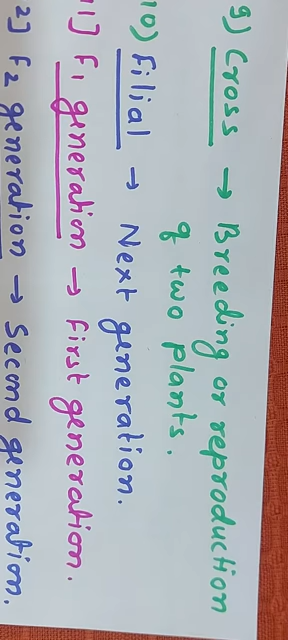 9) Cross → Breeding or reproduction
of two plants.
10) Filial → Next generation.
11] F1 generation → First generation.
2] F2 generation → Second generation.